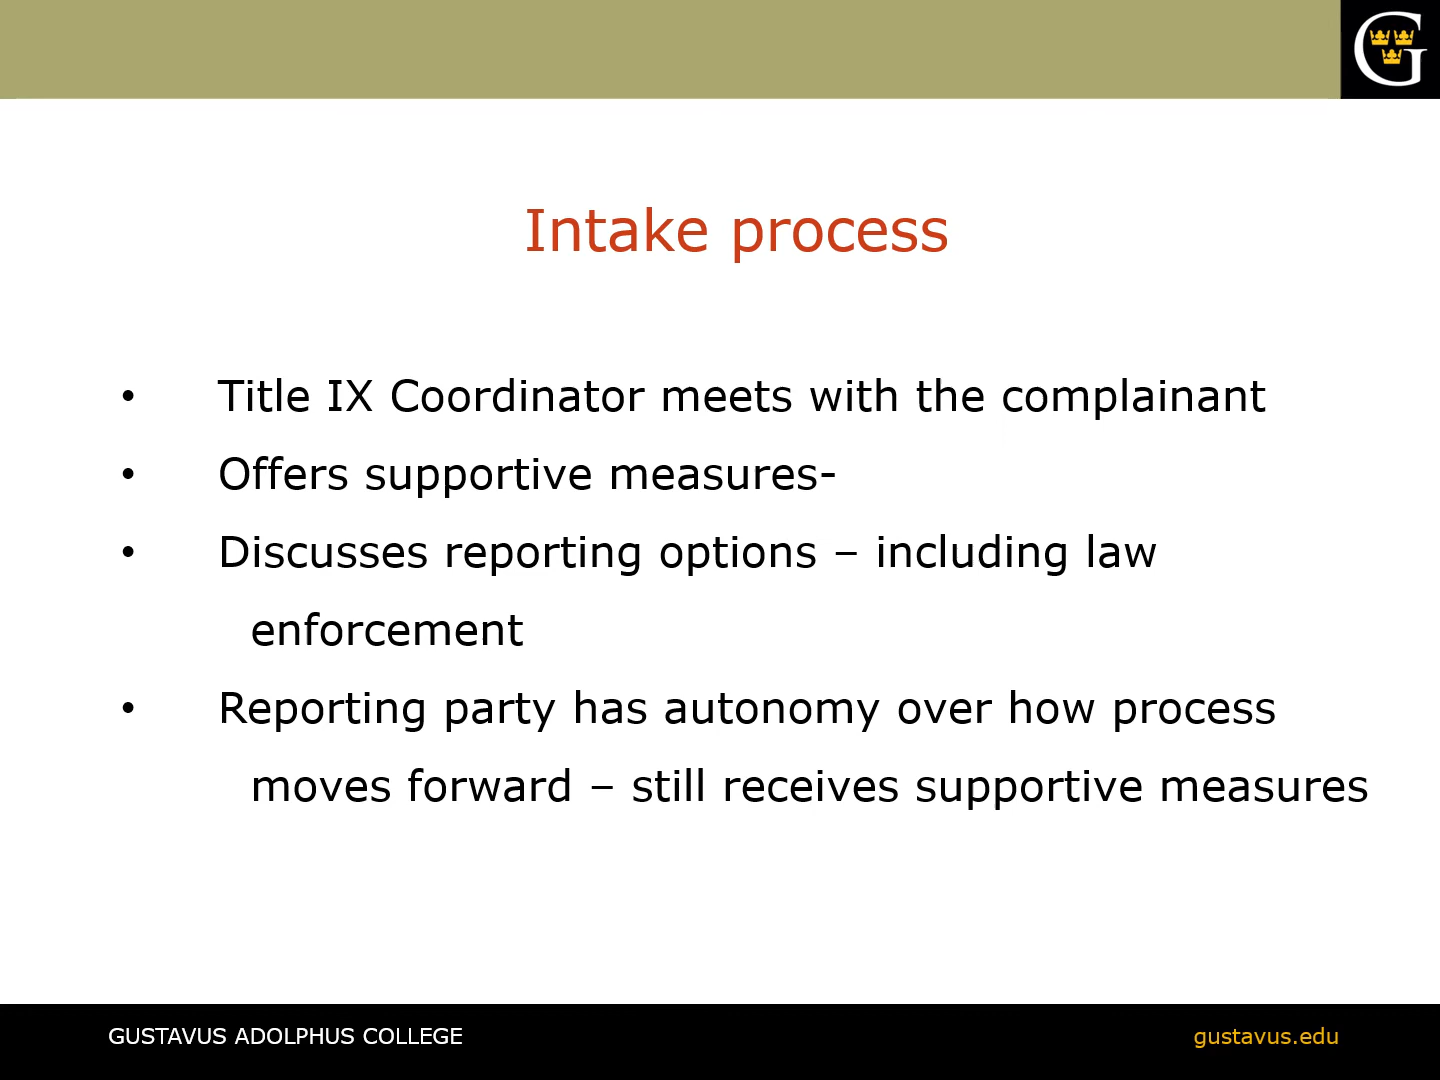 G
Intake process
• Title IX Coordinator meets with the complainant
• Offers supportive measures-
• Discusses reporting options – including law
enforcement
• Reporting party has autonomy over how process
moves forward – still receives supportive measures
GUSTAVUS ADOLPHUS COLLEGE
gustavus.edu